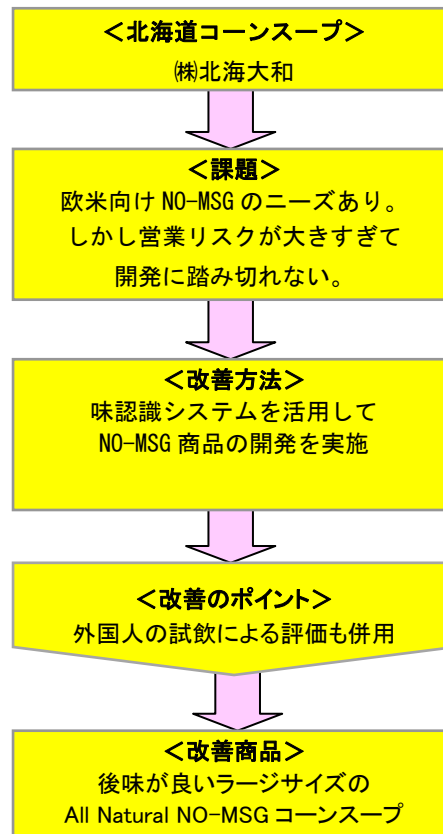 ＜北海道コーンスープ＞
㈱北海大和
＜課題＞
欧米向け NO-MSG のニーズあり。
しかし営業リスクが大きすぎて
開発に踏み切れない。
＜改善方法＞
味認識システムを活用して
NO-MSG 商品の開発を実施
＜改善のポイント＞
外国人の試飲による評価も併用
＜改善商品＞
後味が良いラージサイズの
All Natural NO-MSG コーンスープ